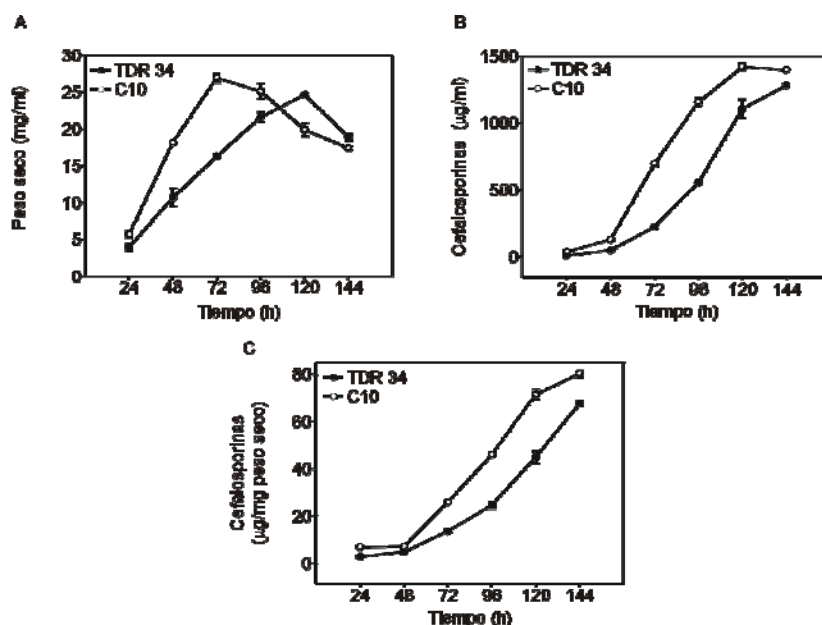 A
30
25
20
15
10
5
0
Peso seco (mg/ml)
TDR 34
C10
24 48 72 96 120 144
Tiempo (h)
B
1500
1000
500
0
Cefalosporinas (µg/ml)
TDR 34
C10
24 48 72 96 120 144
Tiempo (h)
C
80
60
40
20
0
Cefalosporinas
(µg/mg peso seco)
TDR 34
C10
24 48 72 96 120 144
Tiempo (h)